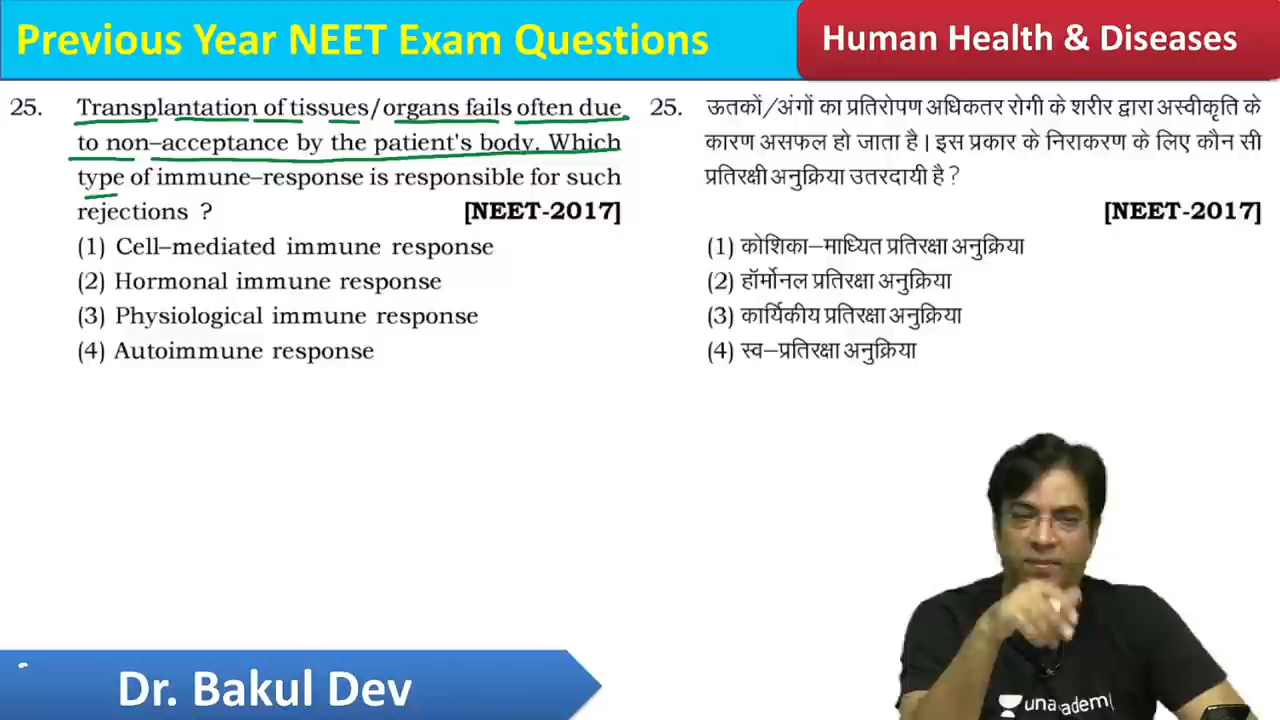 Previous Year NEET Exam Questions
Human Health & Diseases
25. Transplantation of tissues/organs fails often due
to non–acceptance by the patient's body. Which
type of immune–response is responsible for such
rejections ? [NEET-2017]
(1) Cell–mediated immune response
(2) Hormonal immune response
(3) Physiological immune response
(4) Autoimmune response
25. ऊतकों/अंगों का प्रतिरोपण अधिकतर रोगी के शरीर द्वारा अस्वीकृति के
कारण असफल हो जाता है। इस प्रकार के निराकरण के लिए कौन सी
प्रतिरक्षी अनुक्रिया उतरदायी है ?
[NEET-2017]
(1) कोशिका–माध्यित प्रतिरक्षा अनुक्रिया
(2) हॉर्मोनल प्रतिरक्षा अनुक्रिया
(3) कार्यिकीय प्रतिरक्षा अनुक्रिया
(4) स्व–प्रतिरक्षा अनुक्रिया
Dr. Bakul Dev